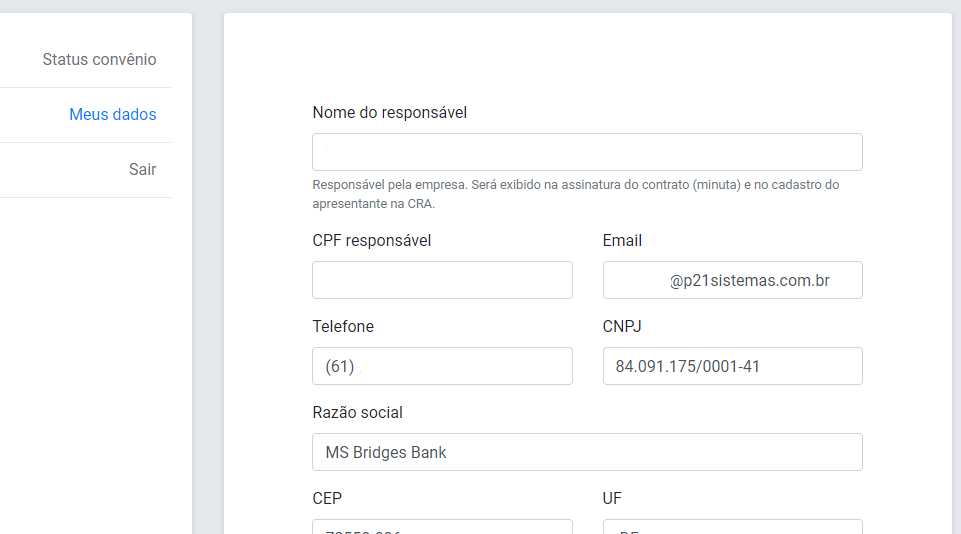 Status convênio
Meus dados
Sair
Nome do responsável
Responsável pela empresa. Será exibido na assinatura do contrato (minuta) e no cadastro do
apresentante na CRA.
CPF responsável
Email
@p21sistemas.com.br
Telefone
CNPJ
(61)
84.091.175/0001-41
Razão social
MS Bridges Bank
CEP
UF